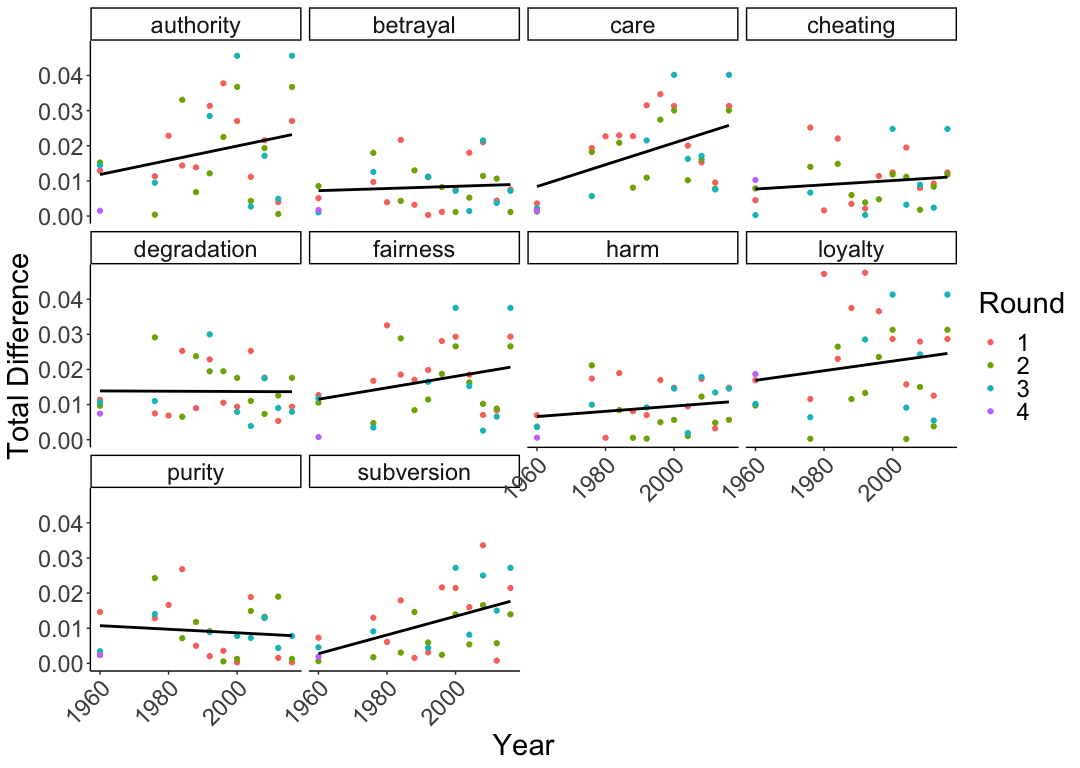 authority betrayal care cheating
0.04
0.03
0.02
0.01
0.00
degradation fairness harm loyalty
0.04
0.03
0.02
0.01
0.00
1960 1980 2000 1960 1980 2000
purity subversion
0.04
0.03
0.02
0.01
0.00
1960 1980 2000 1960 1980 2000
Total Difference
Year
Round
1
2
3
4